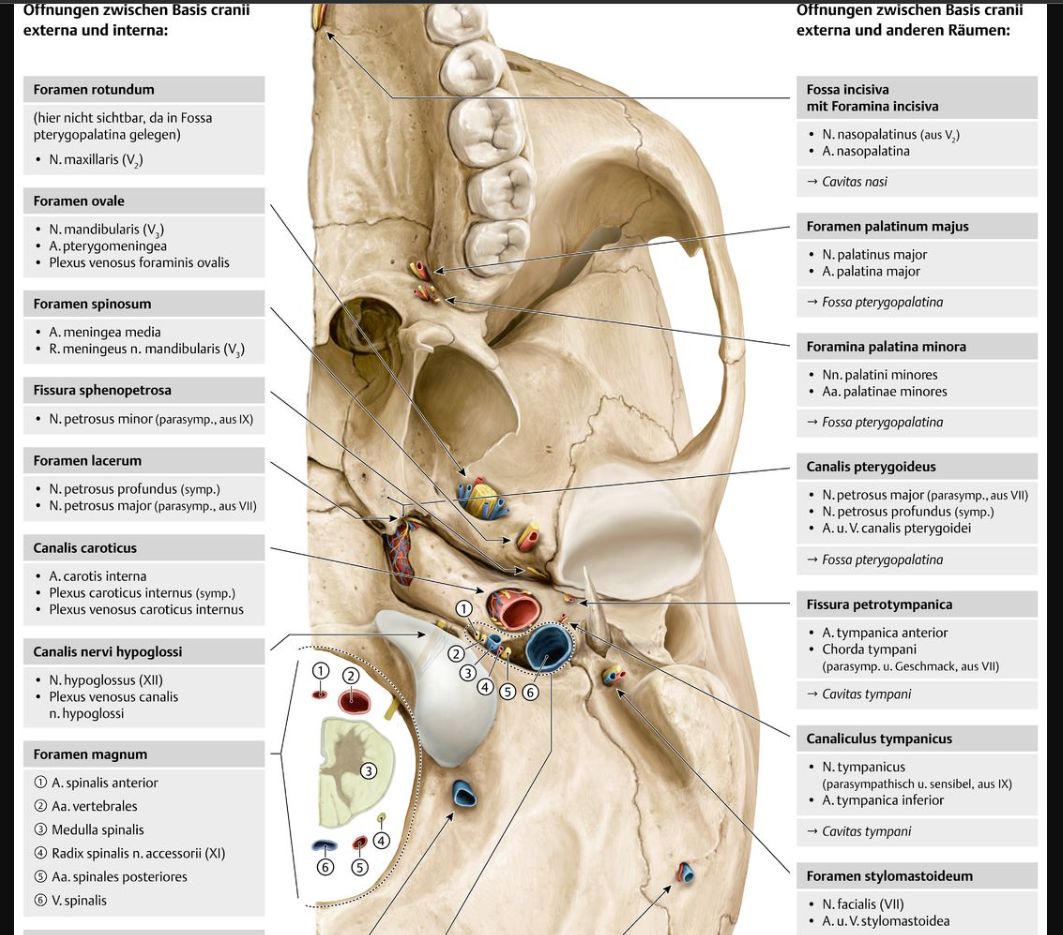 Öffnungen zwischen Basis cranii
externa und interna:
Foramen rotundum
(hier nicht sichtbar, da in Fossa
pterygopalatina gelegen)
• N. maxillaris (V₂)
Foramen ovale
• N. mandibularis (V₃)
• A. pterygomeningea
• Plexus venosus foraminis ovalis
Foramen spinosum
• A. meningea media
• R. meningeus n. mandibularis (V₃)
Fissura sphenopetrosa
• N. petrosus minor (parasymp., aus IX)
Foramen lacerum
• N. petrosus profundus (symp.)
• N. petrosus major (parasymp., aus VII)
Canalis caroticus
• A. carotis interna
• Plexus caroticus internus (symp.)
• Plexus venosus caroticus internus
Canalis nervi hypoglossi
• N. hypoglossus (XII)
• Plexus venosus canalis
n. hypoglossi
Foramen magnum
① A. spinalis anterior
② Aa. vertebrales
③ Medulla spinalis
④ Radix spinalis n. accessorii (XI)
⑤ Aa. spinales posteriores
⑥ V. spinalis
①
②
③
④
⑤
⑥
①
②
③
④
⑤
⑥
Öffnungen zwischen Basis cranii
externa und anderen Räumen:
Fossa incisiva
mit Foramina incisiva
• N. nasopalatinus (aus V₂)
• A. nasopalatina
→ Cavitas nasi
Foramen palatinum majus
• N. palatinus major
• A. palatina major
→ Fossa pterygopalatina
Foramina palatina minora
• Nn. palatini minores
• Aa. palatinae minores
→ Fossa pterygopalatina
Canalis pterygoideus
• N. petrosus major (parasymp., aus VII)
• N. petrosus profundus (symp.)
• A. u. V. canalis pterygoidei
→ Fossa pterygopalatina
Fissura petrotympanica
• A. tympanica anterior
• Chorda tympani
(parasymp. u. Geschmack, aus VII)
→ Cavitas tympani
Canaliculus tympanicus
• N. tympanicus
(parasympathisch u. sensibel, aus IX)
• A. tympanica inferior
→ Cavitas tympani
Foramen stylomastoideum
• N. facialis (VII)
• A. u. V. stylomastoidea